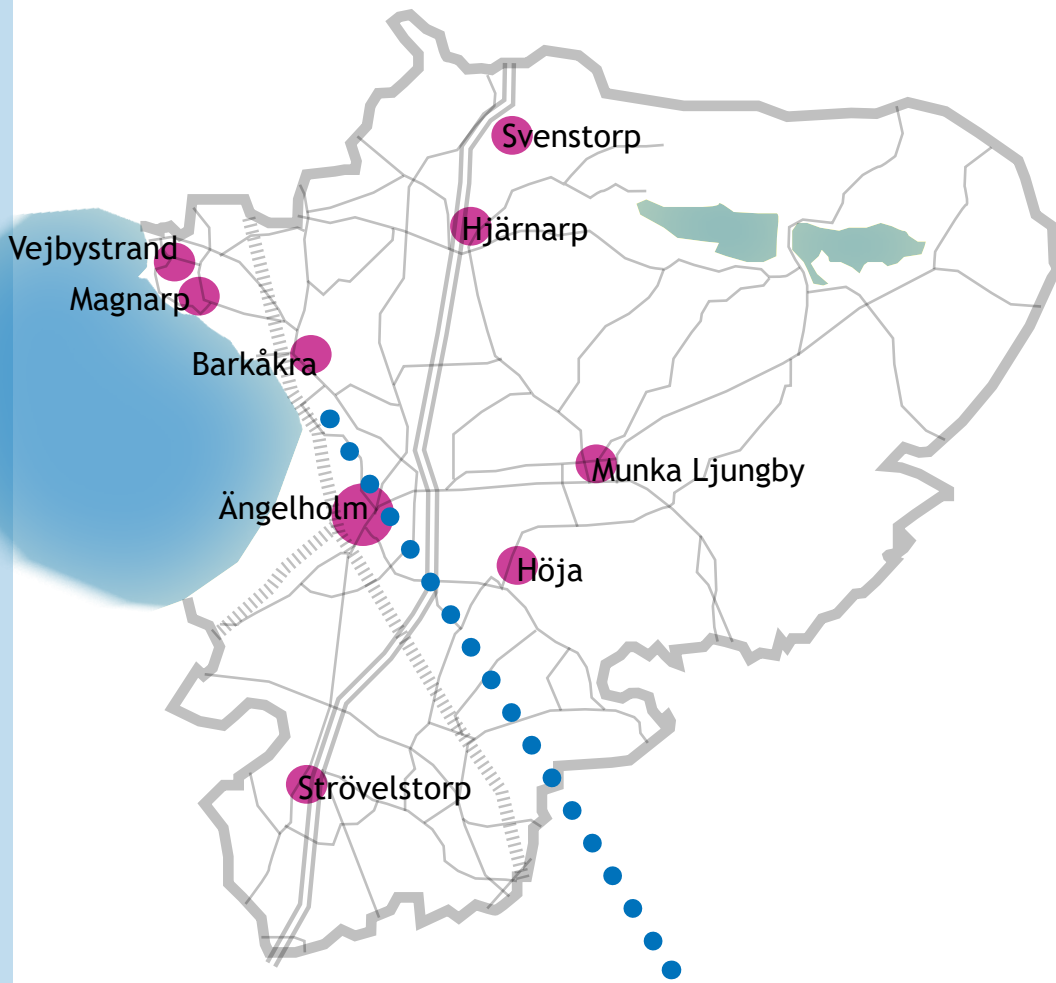 Svenstorp
Hjärnarp
Vejbystrand
Magnarp
Barkåkra
Munka Ljungby
Ängelholm
Höja
Strövelstorp